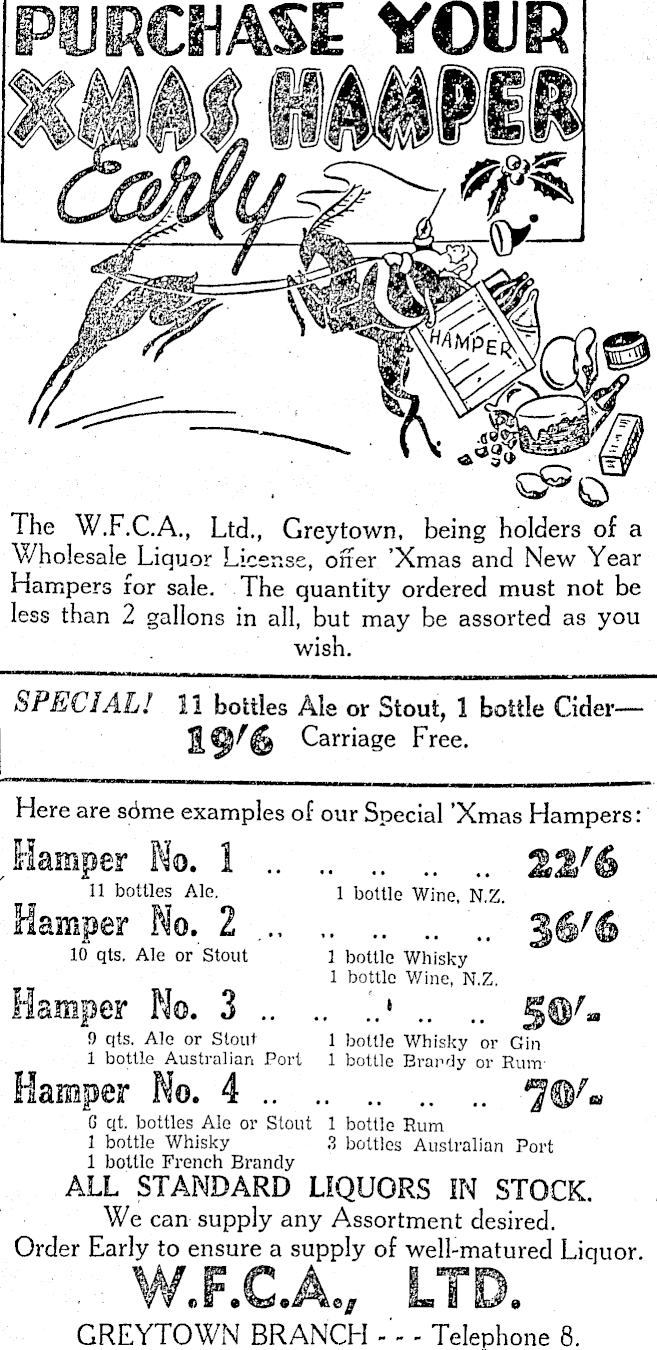 PURCHASE YOUR
XMAS HAMPER
Early
HAMPER
The W.F.C.A., Ltd., Greytown, being holders of a
Wholesale Liquor License, offer 'Xmas and New Year
Hampers for sale. The quantity ordered must not be
less than 2 gallons in all, but may be assorted as you
wish.
SPECIAL! 11 bottles Ale or Stout, 1 bottle Cider—
19/6 Carriage Free.
Here are some examples of our Special 'Xmas Hampers:
Hamper No. 1 .. .. .. .. .. 22/6
11 bottles Ale. 1 bottle Wine, N.Z.
Hamper No. 2 .. .. .. .. .. 36/6
10 qts. Ale or Stout 1 bottle Whisky
1 bottle Wine, N.Z.
Hamper No. 3 .. .. .. .. .. 50/-
9 qts. Ale or Stout 1 bottle Whisky or Gin
1 bottle Australian Port 1 bottle Brandy or Rum
Hamper No. 4 .. .. .. .. .. 70/-
6 qt. bottles Ale or Stout 1 bottle Rum
1 bottle Whisky 3 bottles Australian Port
1 bottle French Brandy
ALL STANDARD LIQUORS IN STOCK.
We can supply any Assortment desired.
Order Early to ensure a supply of well-matured Liquor.
W.F.C.A., LTD.
GREYTOWN BRANCH - - - Telephone 8.